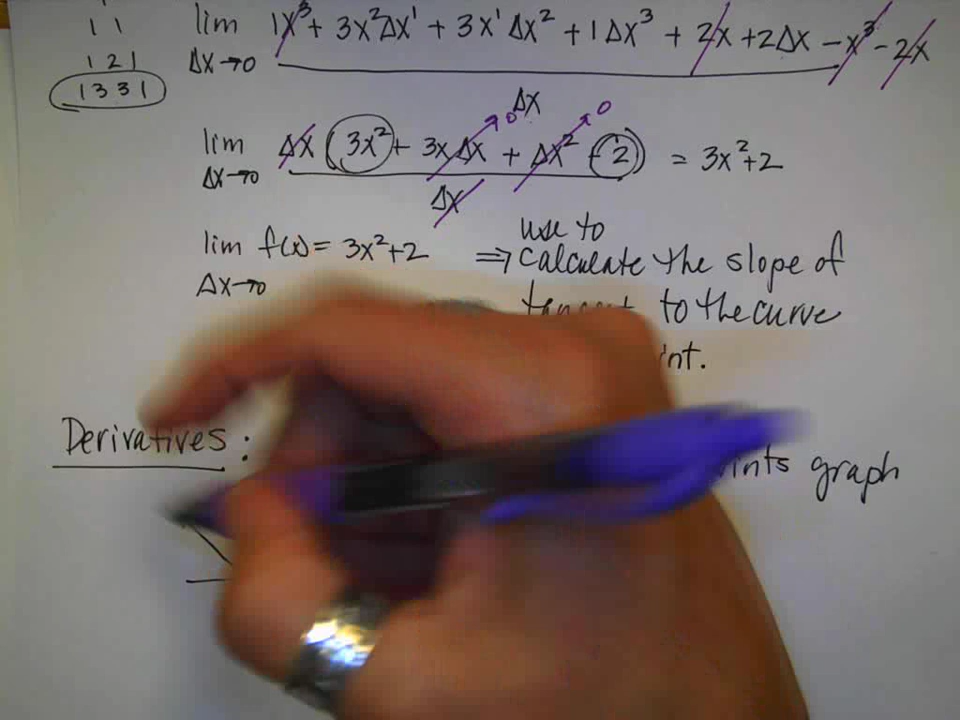 1 1
1 2 1
1 3 3 1
lim Δx→0 1x³ + 3x²Δx¹ + 3x¹Δx² + 1Δx³ + 2x + 2Δx - x³ - 2x
Δx
lim Δx→0 Δx (3x² + 3xΔx + Δx² + 2) = 3x²+2
0 0
Δx
lim Δx→0 f(x) = 3x²+2 ⇒ use to
calculate the slope of
to the curve
Derivatives:
graph